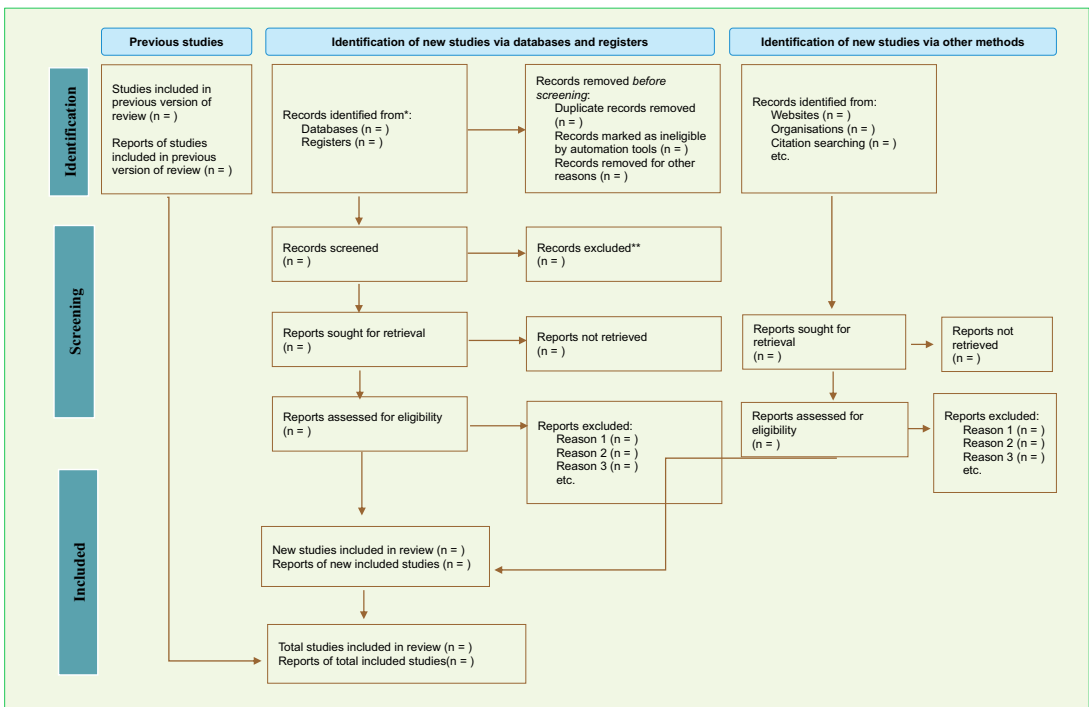 Previous studies
Identification of new studies via databases and registers
Identification of new studies via other methods
Identification
Studies included in
previous version of
review (n = )
Reports of studies
included in previous
version of review (n = )
Records identified from*:
Databases (n = )
Registers (n = )
Records removed before
screening:
Duplicate records removed
(n = )
Records marked as ineligible
by automation tools (n = )
Records removed for other
reasons (n = )
Records identified from:
Websites (n = )
Organisations (n = )
Citation searching (n = )
etc.
Screening
Records screened
(n = )
Records excluded**
(n = )
Reports sought for retrieval
(n = )
Reports not retrieved
(n = )
Reports sought for
retrieval
(n = )
Reports not
retrieved
(n = )
Reports assessed for eligibility
(n = )
Reports excluded:
Reason 1 (n = )
Reason 2 (n = )
Reason 3 (n = )
etc.
Reports assessed for
eligibility
(n = )
Reports excluded:
Reason 1 (n = )
Reason 2 (n = )
Reason 3 (n = )
etc.
Included
New studies included in review (n = )
Reports of new included studies (n = )
Total studies included in review (n = )
Reports of total included studies(n = )